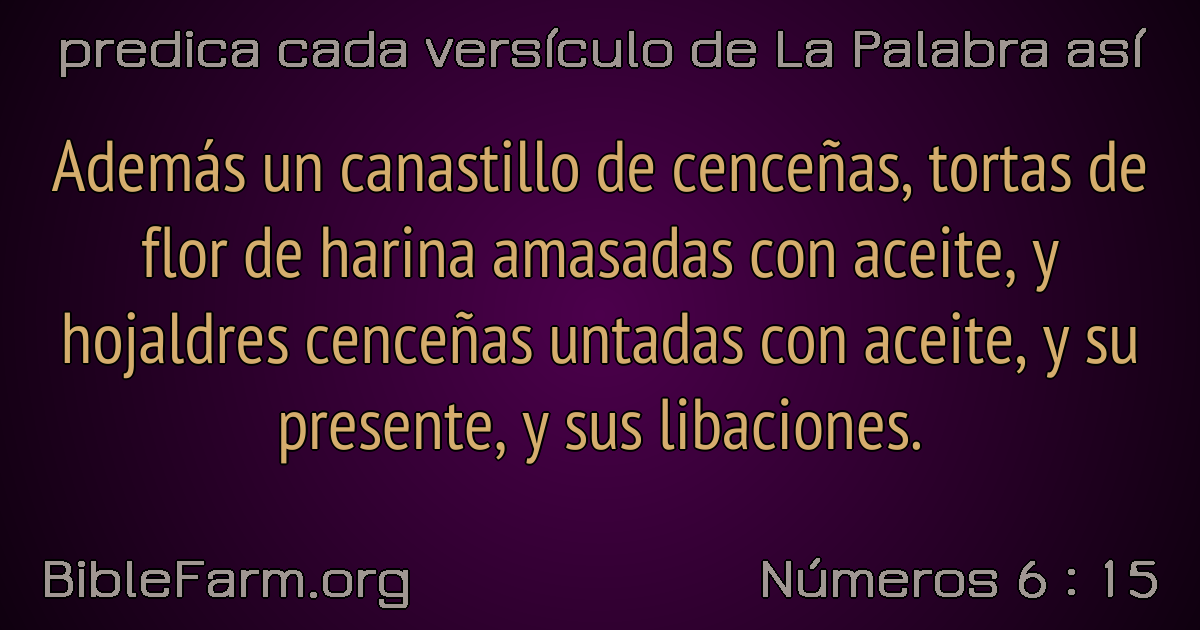 predica cada versículo de La Palabra así
Además un canastillo de cenceñas, tortas de
flor de harina amasadas con aceite, y
hojaldres cenceñas untadas con aceite, y su
presente, y sus libaciones.
BibleFarm.org
Números 6 : 15